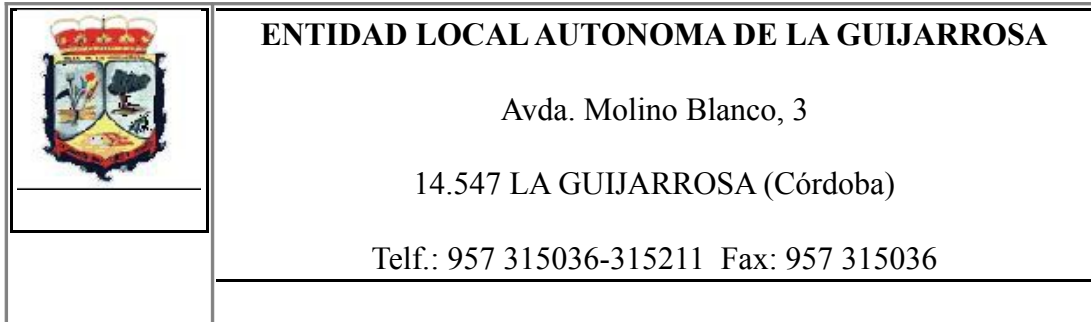 ENTIDAD LOCAL AUTONOMA DE LA GUIJARROSA
Avda. Molino Blanco, 3
14.547 LA GUIJARROSA (Córdoba)
Telf.: 957 315036-315211 Fax: 957 315036